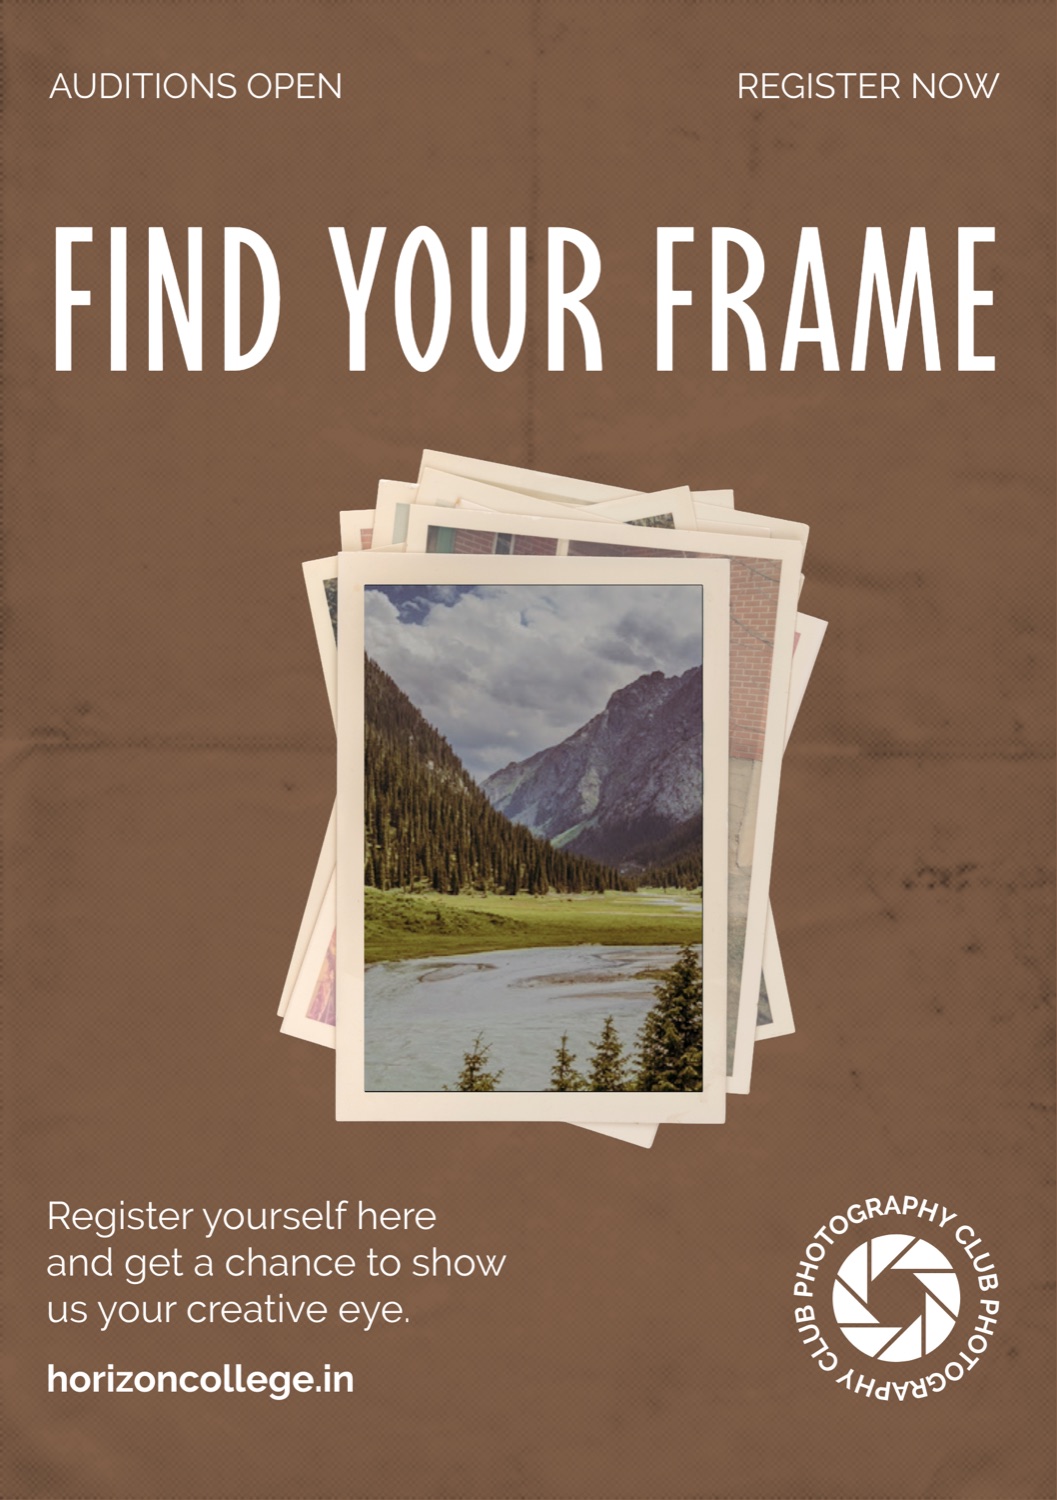 AUDITIONS OPEN
REGISTER NOW
FIND YOUR FRAME
Register yourself here
and get a chance to show
us your creative eye.
horizoncollege.in
PHOTOGRAPHY CLUB PHOTOGRAPHY CLUB